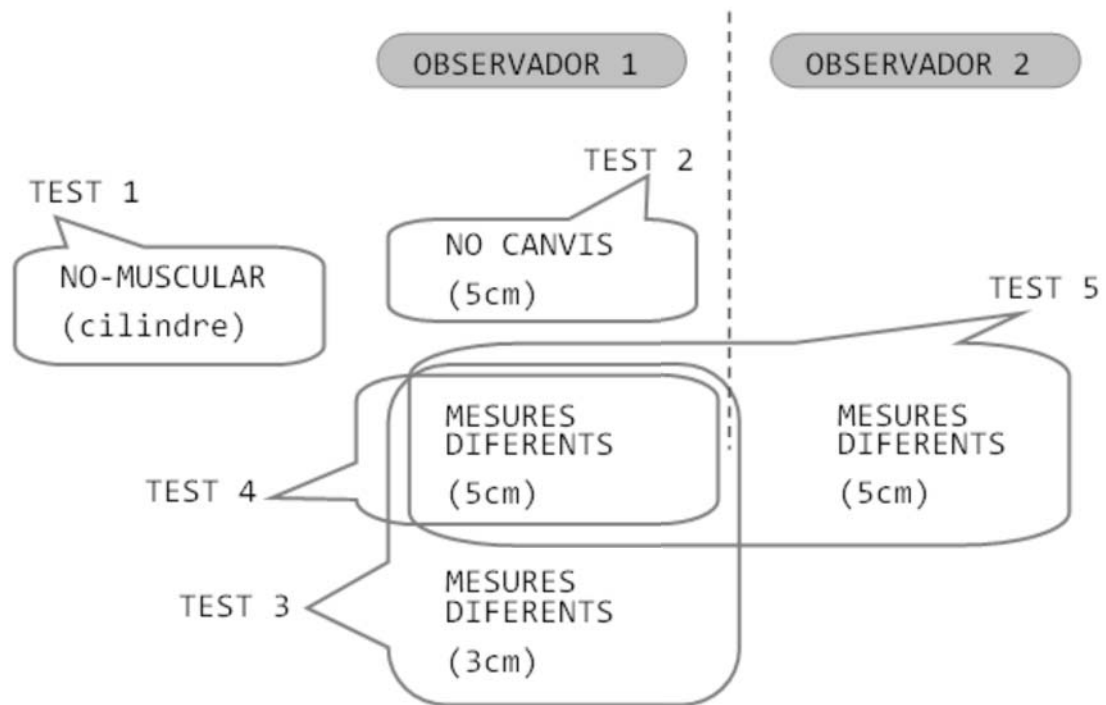 OBSERVADOR 1
OBSERVADOR 2
TEST 2
TEST 1
NO CANVIS
(5cm)
NO-MUSCULAR
(cilindre)
TEST 5
MESURES
DIFERENTS
(5cm)
MESURES
DIFERENTS
(5cm)
TEST 4
MESURES
DIFERENTS
(3cm)
TEST 3